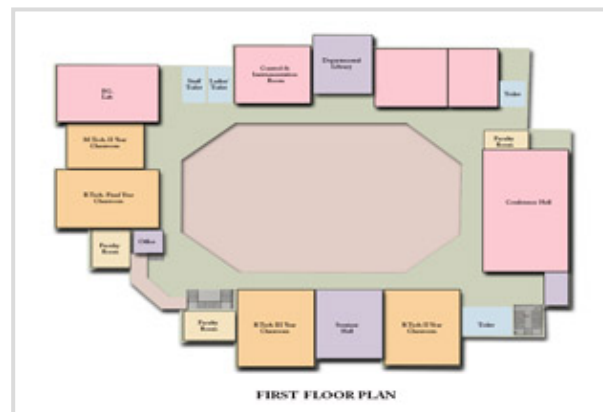 Departmental
Library
Staff
Toilet
Ladies
Toilet
Control &
Instrumentation
Room
Toilet
P.G.
Lab
M.Tech. II Year
Classroom
Faculty
Room
B.Tech. Final Year
Classroom
Conference Hall
Faculty
Room
Office
Faculty
Room
B.Tech. III Year
Classroom
Seminar
Hall
B.Tech. II Year
Classroom
Toilet
FIRST FLOOR PLAN